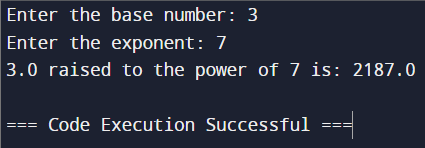 Enter the base number: 3
Enter the exponent: 7
3.0 raised to the power of 7 is: 2187.0
=== Code Execution Successful ===